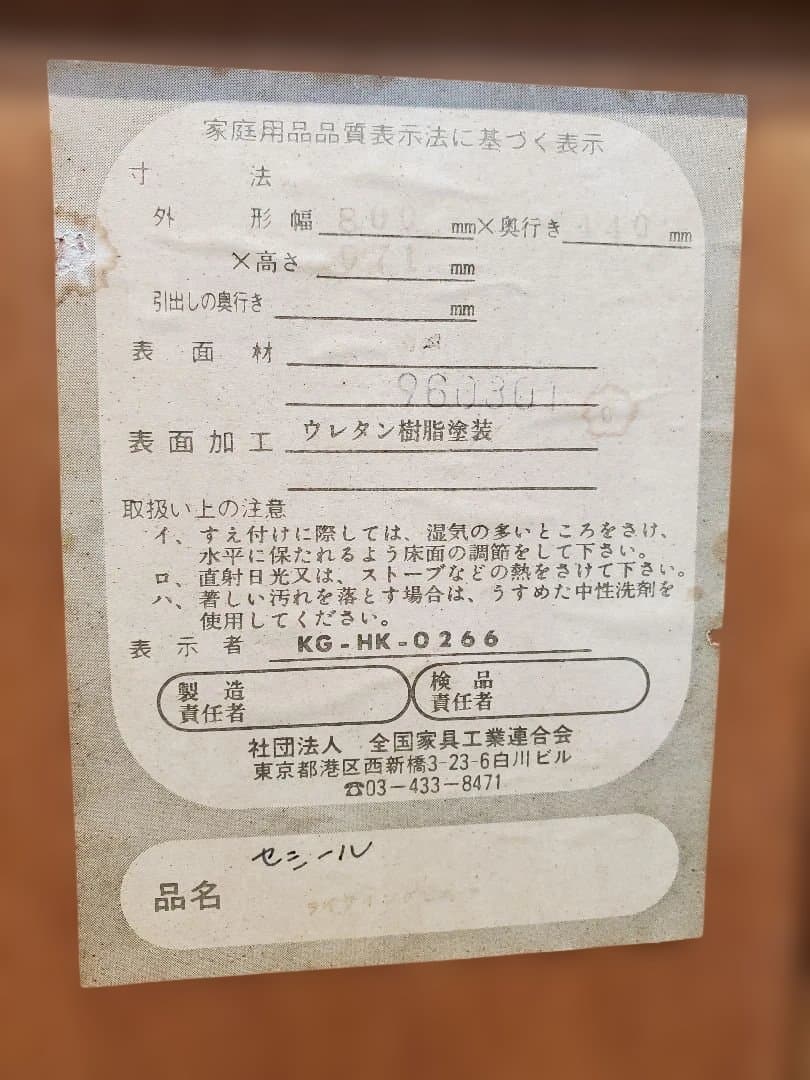 家庭用品品質表示法に基づく表示
寸法
外形 幅 800 mm×奥行き 440 mm
×高さ 971 mm
引出しの奥行き mm
表面材
960301
表面加工 ウレタン樹脂塗装
取扱い上の注意
イ、すえ付けに際しては、湿気の多いところをさけ、
水平に保たれるよう床面の調節をして下さい。
ロ、直射日光又は、ストーブなどの熱をさけて下さい。
ハ、著しい汚れを落とす場合は、うすめた中性洗剤を
使用してください。
表示者 KG-HK-0266
製造 責任者 検品 責任者
社団法人 全国家具工業連合会
東京都港区西新橋3-23-6白川ビル
☎03-433-8471
セシール
品名